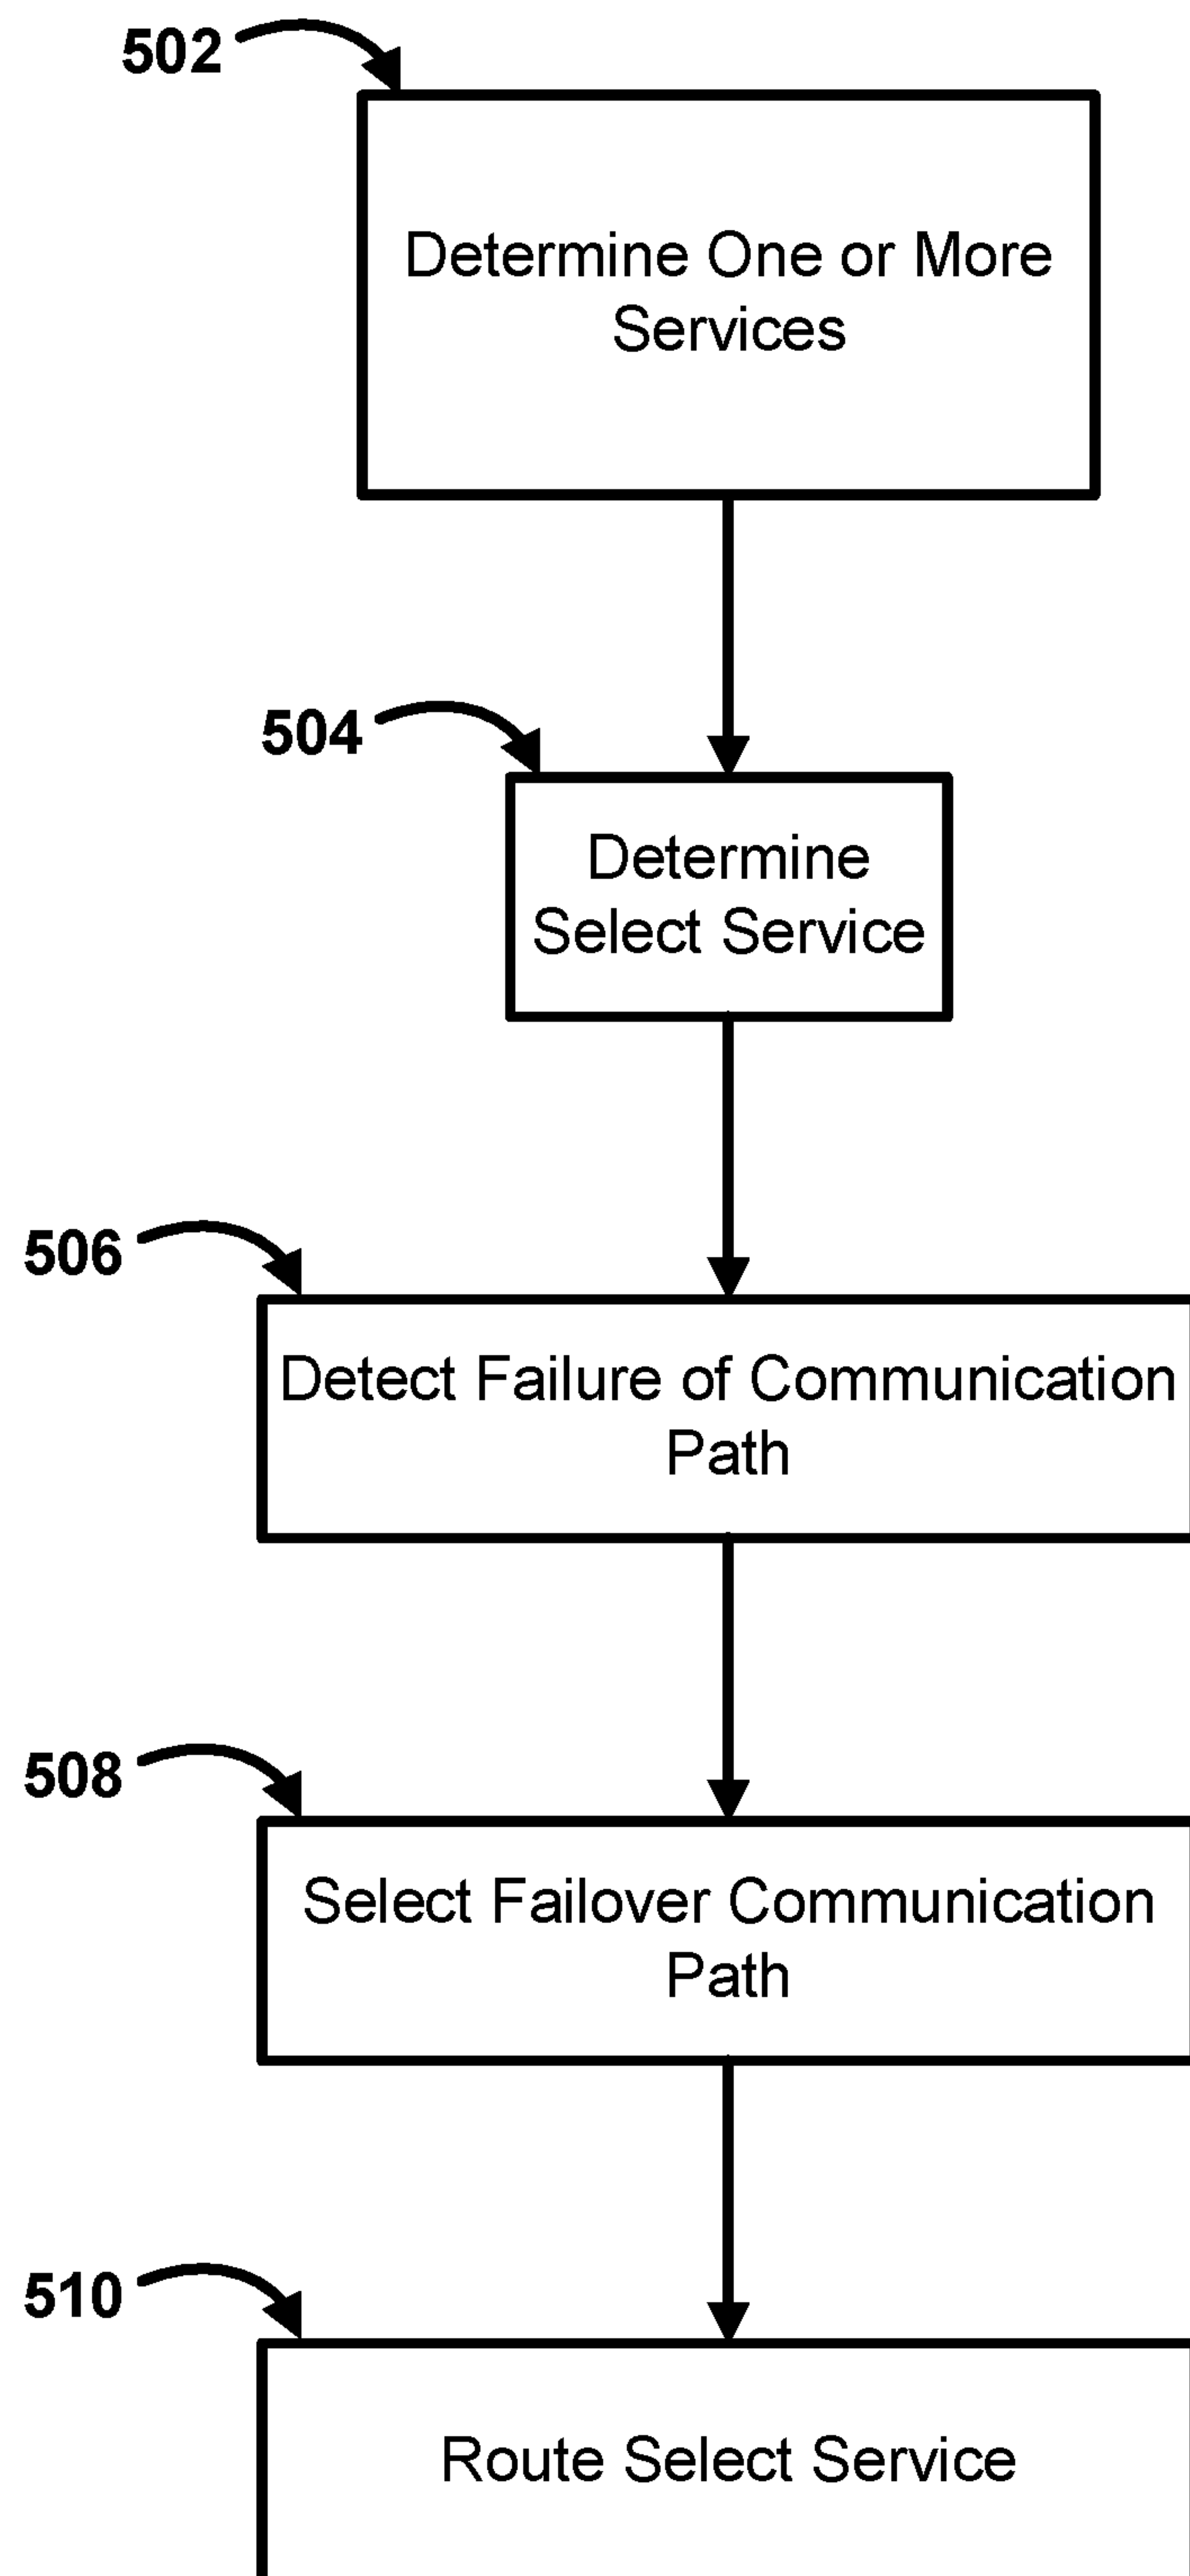 502
Determine One or More
Services
504
Determine
Select Service
506
Detect Failure of Communication
Path
508
Select Failover Communication
Path
510
Route Select Service